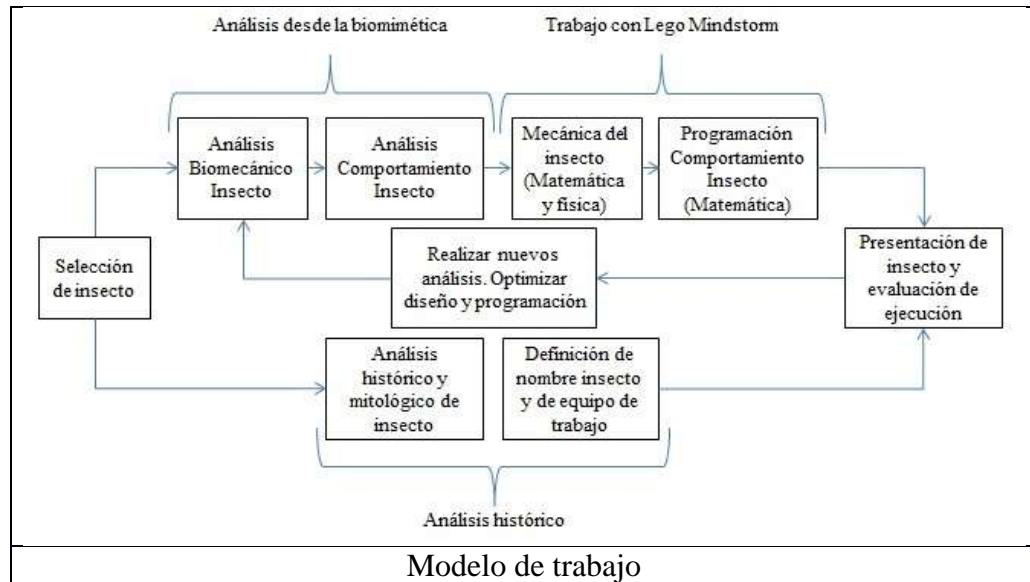 Análisis desde la biomimética
Trabajo con Lego Mindstorm
Análisis
Biomecánico
Insecto
Análisis
Comportamiento
Insecto
Mecánica del
insecto
(Matemática
y física)
Programación
Comportamiento
Insecto
(Matemática)
Selección
de insecto
Realizar nuevos
análisis. Optimizar
diseño y programación
Presentación de
insecto y
evaluación de
ejecución
Análisis
histórico y
mitológico de
insecto
Definición de
nombre insecto
y de equipo de
trabajo
Análisis histórico
Modelo de trabajo